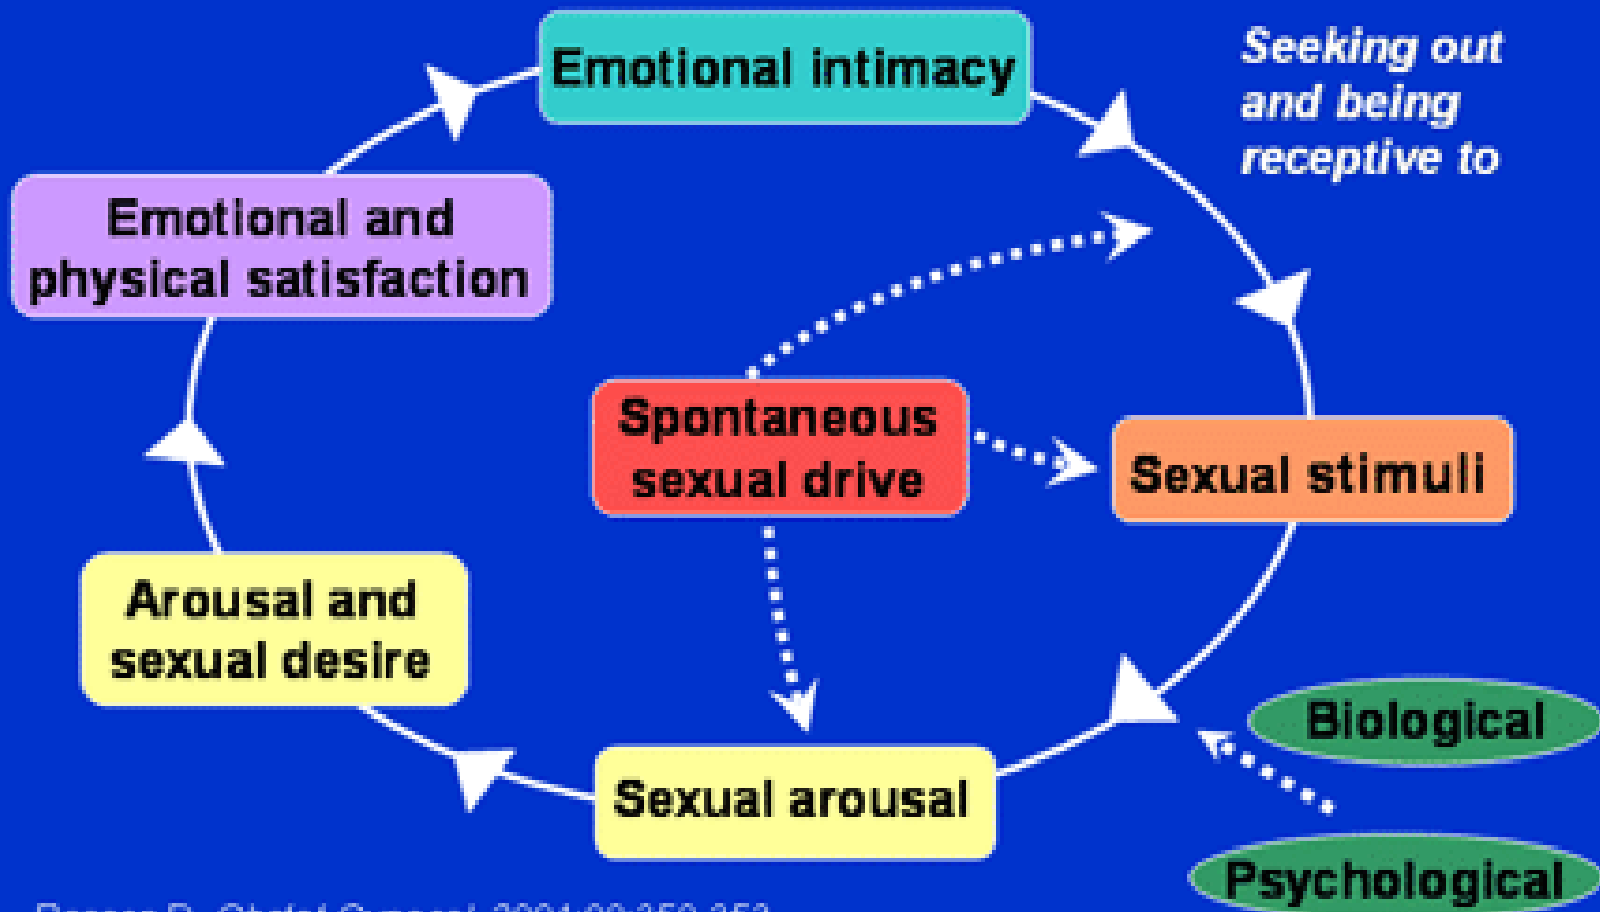 Emotional intimacy
Seeking out
and being
receptive to
Emotional and
physical satisfaction
Spontaneous
sexual drive
Sexual stimuli
Arousal and
sexual desire
Biological
Sexual arousal
Psychological